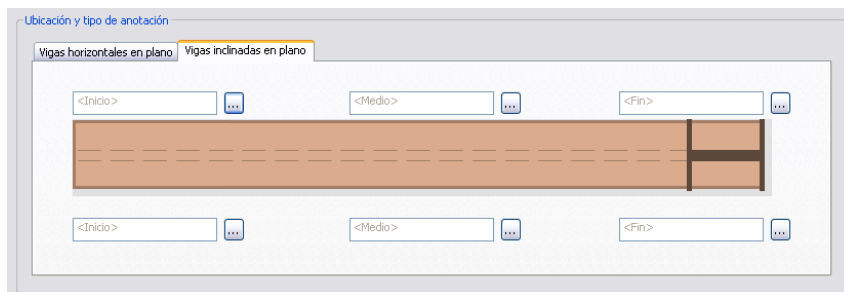 Ubicación y tipo de anotación
Vigas horizontales en plano Vigas inclinadas en plano
<Inicio> ... <Medio> ... <Fin> ...
<Inicio> ... <Medio> ... <Fin> ...